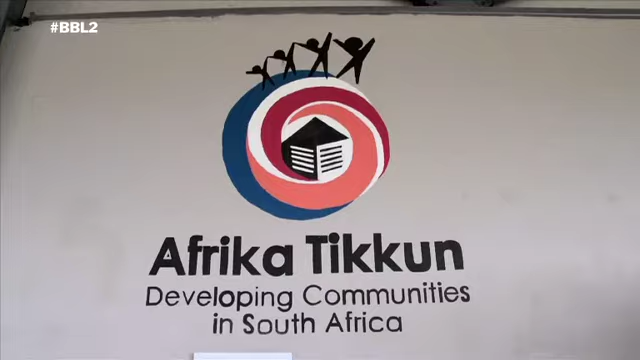 #BBL2
Afrika Tikkun
Developing Communities
in South Africa